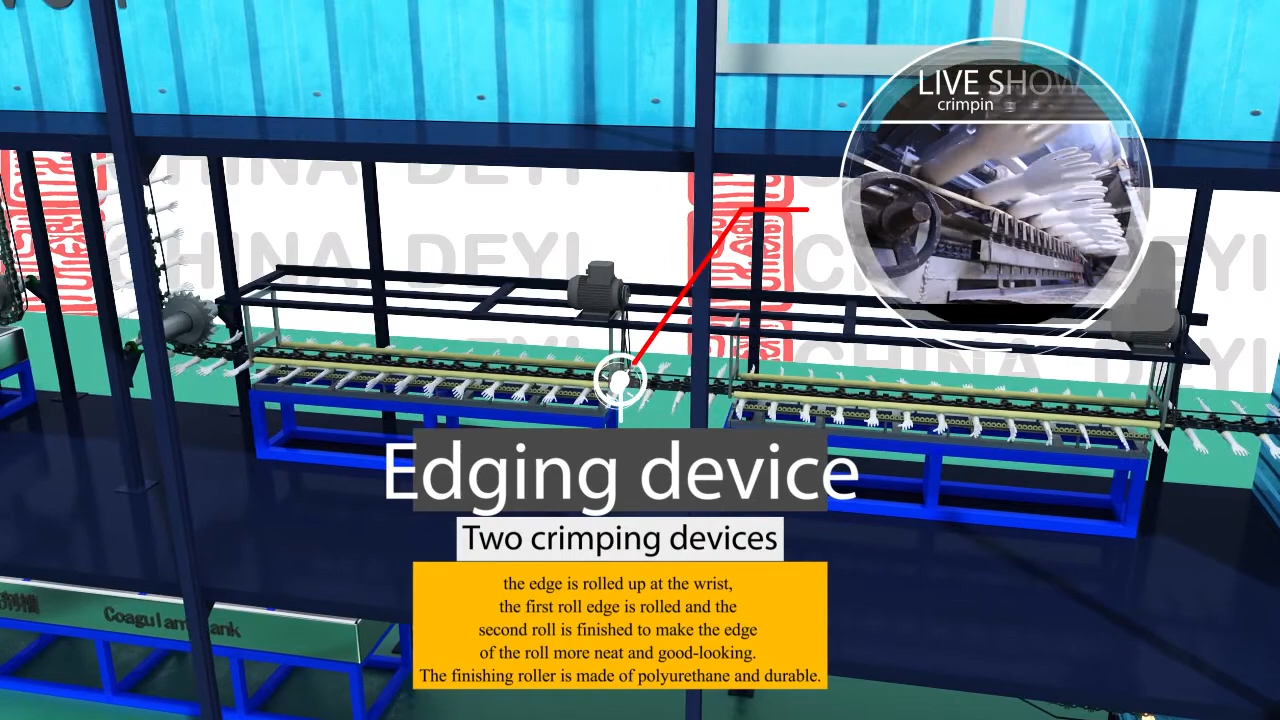 LIVE SHOW
crimpin
CHINA DEYI
CHINA DEYI
CHINA DEYI
Edging device
Two crimping devices
the edge is rolled up at the wrist,
the first roll edge is rolled and the
second roll is finished to make the edge
of the roll more neat and good-looking.
The finishing roller is made of polyurethane and durable.